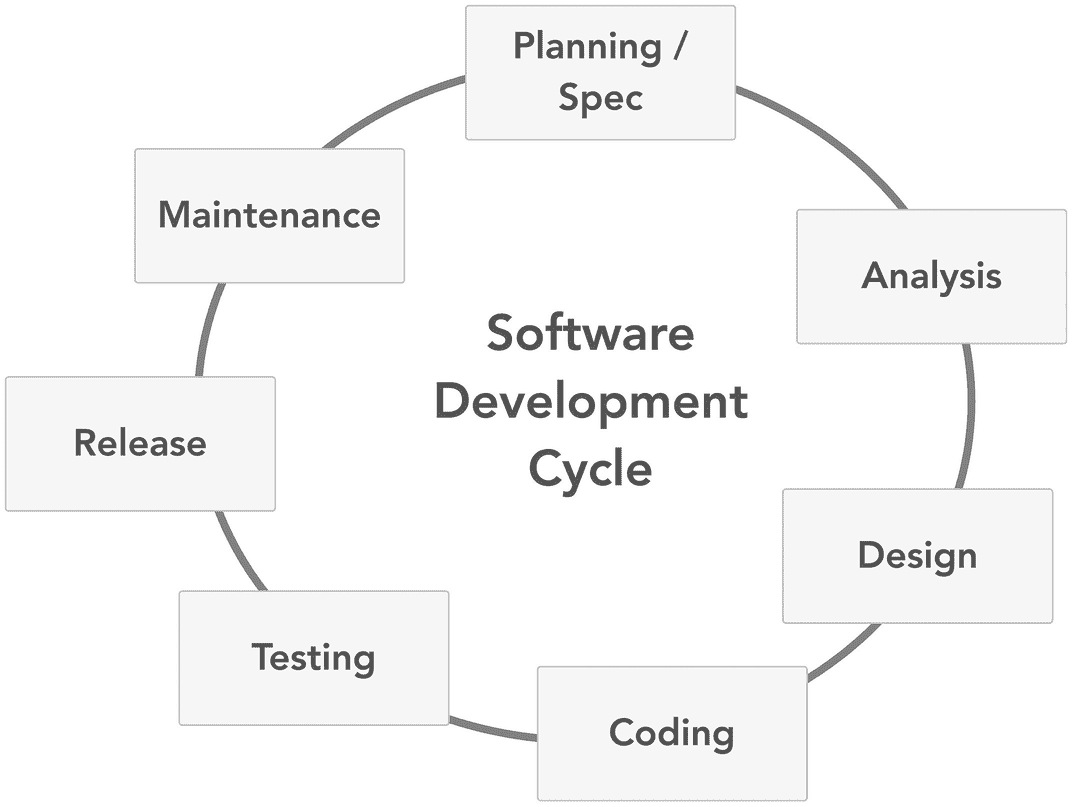 Planning /
Spec
Maintenance
Analysis
Software
Development
Cycle
Release
Design
Testing
Coding